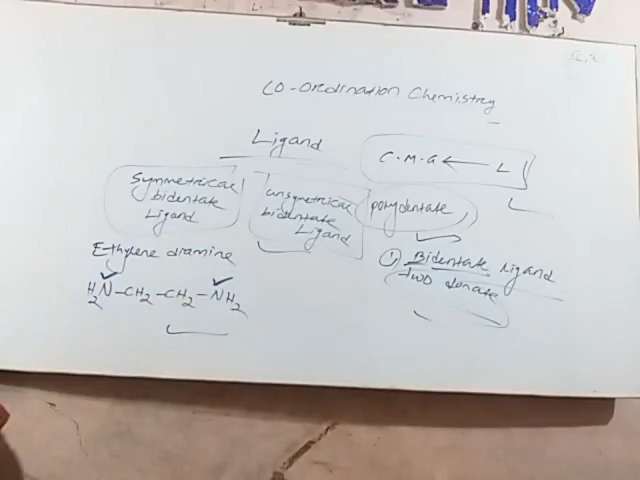 CO-ordination Chemistry
Ligand
C.M.a ← L
Symmetrical
bidentate
Ligand
unsymetrical
bidentate
Ligand
polydentate
Ethylene diamine
H2N-CH2-CH2-NH2
① Bidentate Ligand
two donate